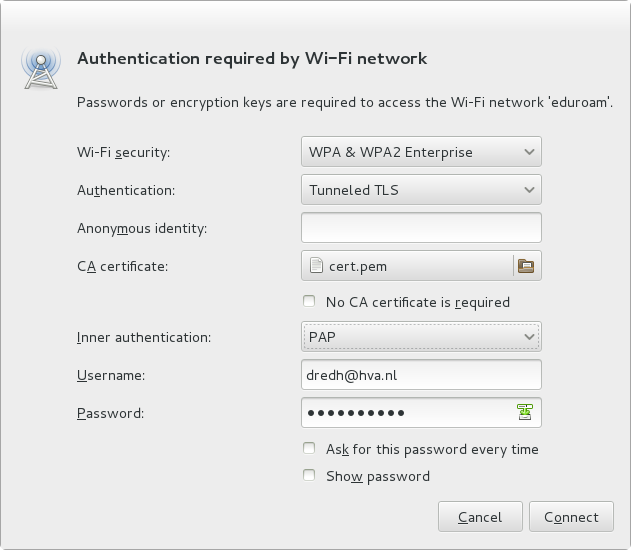 Authentication required by Wi-Fi network
Passwords or encryption keys are required to access the Wi-Fi network 'eduroam'.
Wi-Fi security: WPA & WPA2 Enterprise
Authentication: Tunneled TLS
Anonymous identity:
CA certificate: cert.pem
No CA certificate is required
Inner authentication: PAP
Username: dredh@hva.nl
Password: ●●●●●●●●●●
Ask for this password every time
Show password
Cancel Connect